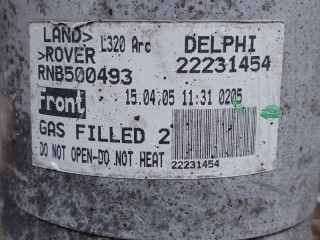 LAND> L320 Arc DELPHI
>ROVER 22231454
RNB500493
Front 15.04.05 11:31 0205
GAS FILLED 2
DO NOT OPEN-DO NOT HEAT 22231454